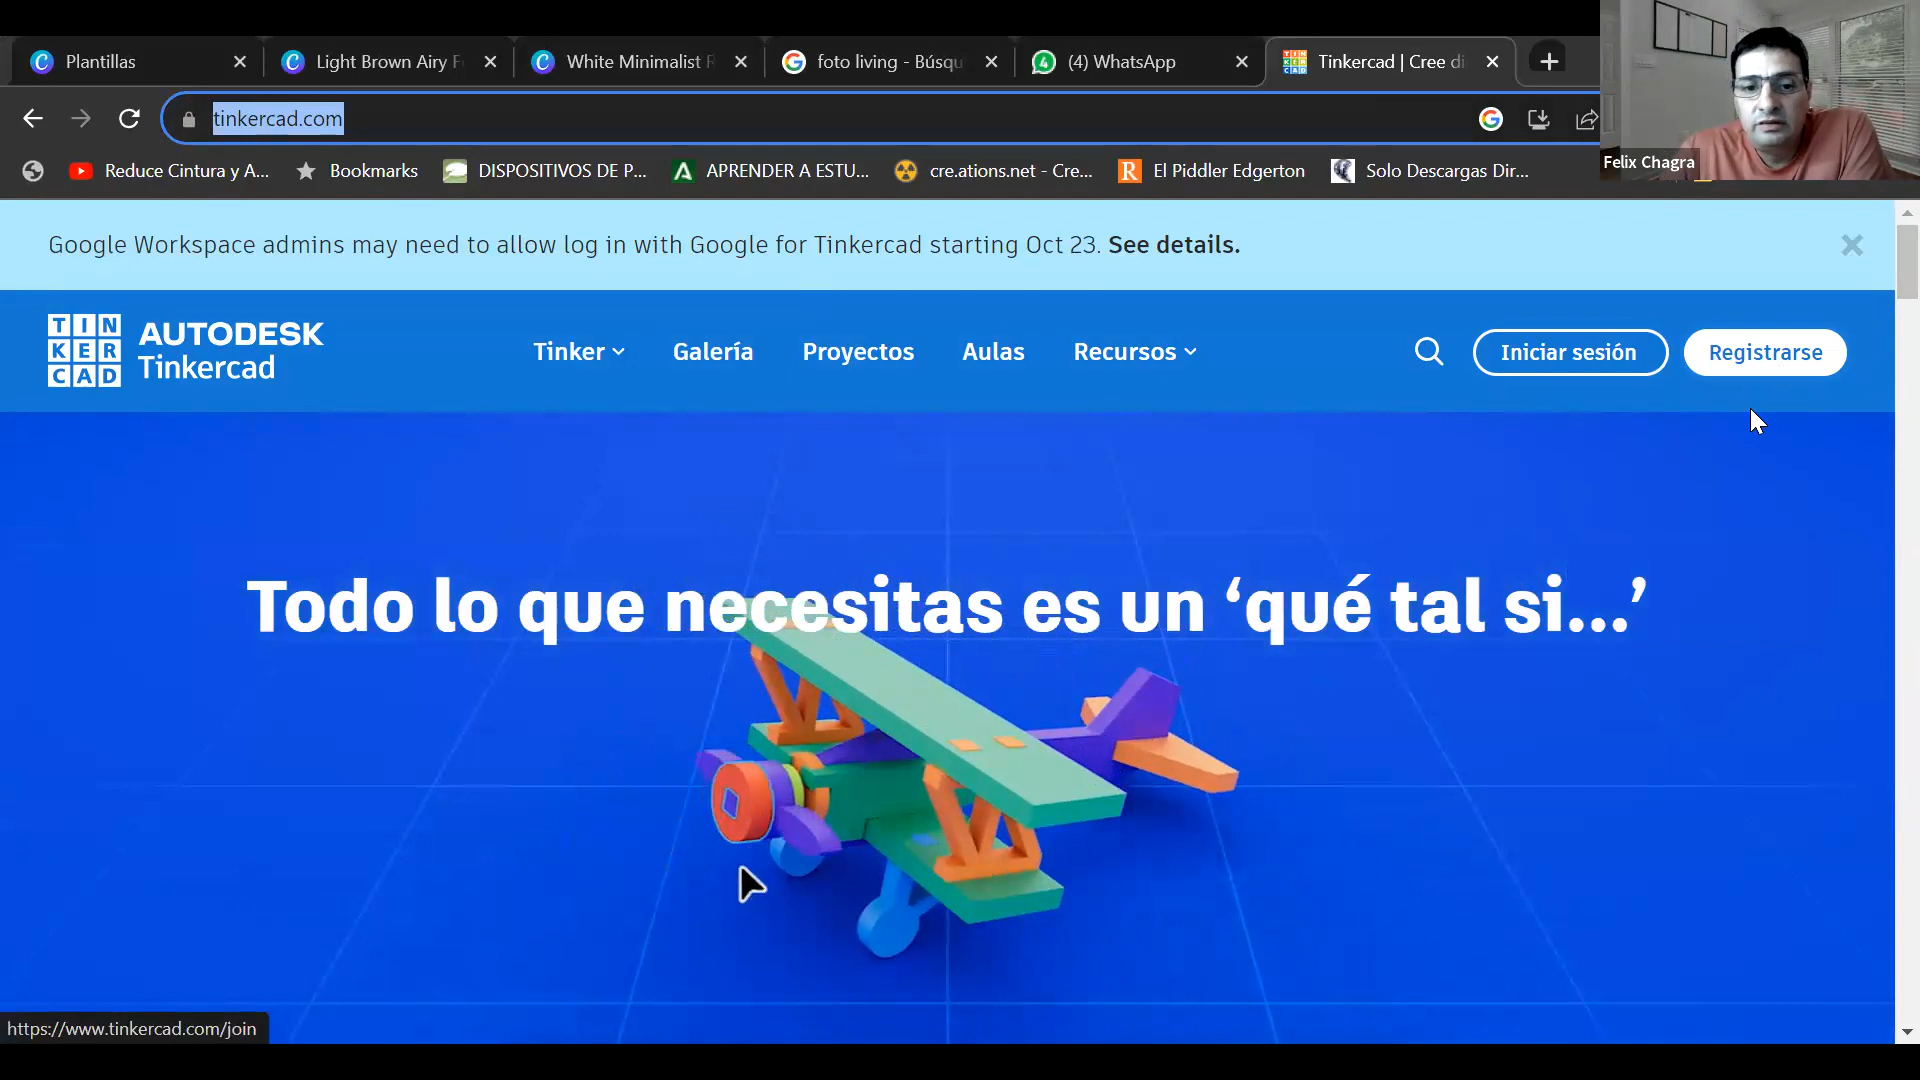 Plantillas
Light Brown Airy F
White Minimalist R
foto living - Búsqu
(4) WhatsApp
Tinkercad | Cree di
tinkercad.com
Reduce Cintura y A...
Bookmarks
DISPOSITIVOS DE P...
APRENDER A ESTU...
cre.ations.net - Cre...
El Piddler Edgerton
Solo Descargas Dir...
Felix Chagra
Google Workspace admins may need to allow log in with Google for Tinkercad starting Oct 23. See details.
TIN
KER
CAD
AUTODESK
Tinkercad
Tinker
Galería
Proyectos
Aulas
Recursos
Iniciar sesión
Registrarse
Todo lo que necesitas es un ‘qué tal si...’
https://www.tinkercad.com/join